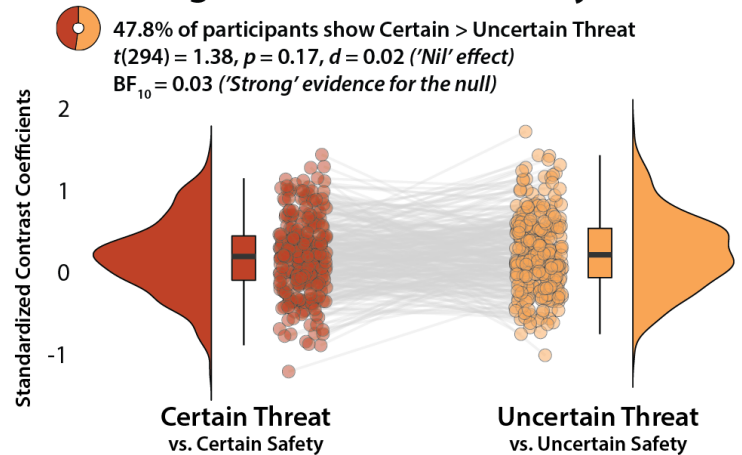 47.8% of participants show Certain > Uncertain Threat
t(294) = 1.38, p = 0.17, d = 0.02 ('Nil' effect)
BF10 = 0.03 ('Strong' evidence for the null)
Standardized Contrast Coefficients
2
1
0
-1
Certain Threat
vs. Certain Safety
Uncertain Threat
vs. Uncertain Safety